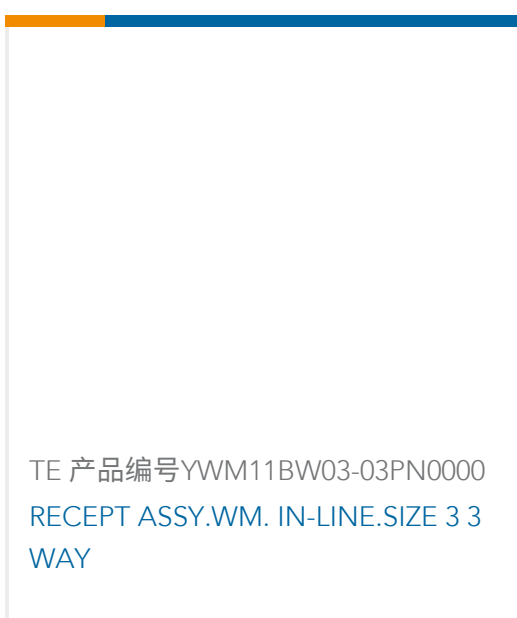 TE 产品编号YWM11BW03-03PN0000
RECEPT ASSY.WM. IN-LINE.SIZE 3 3
WAY